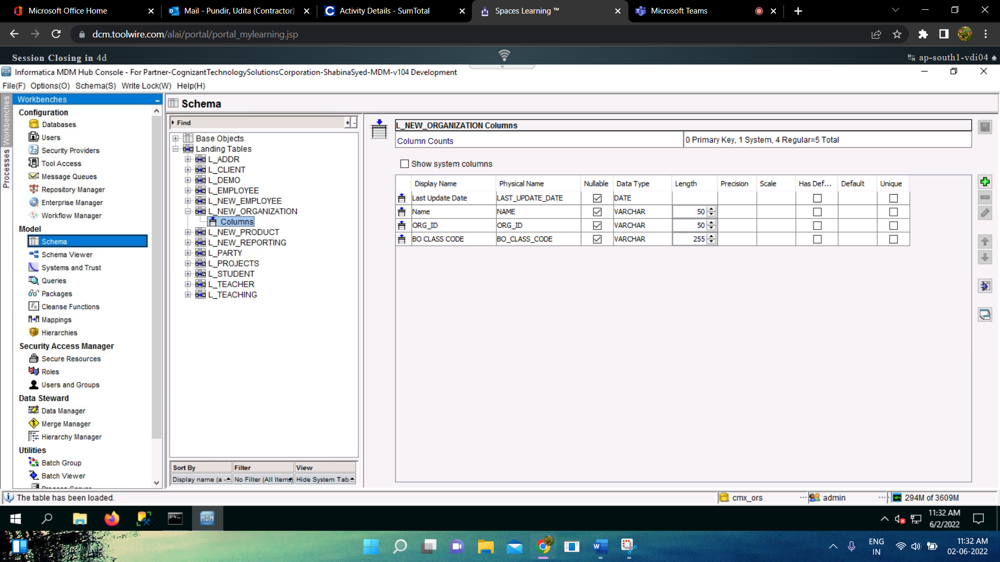 Microsoft Office Home
Mail - Pundir, Udita (Contractor)
Activity Details - SumTotal
Spaces Learning ™
Microsoft Teams
dcm.toolwire.com/alai/portal/portal_mylearning.jsp
Session Closing in 4d
ap-south1-vdi04
Informatica MDM Hub Console - For Partner-CognizantTechnologySolutionsCorporation-ShabinaSyed-MDM-v104 Development
File(F) Options(O) Schema(S) Write Lock(W) Help(H)
Workbenches
Processes
Workbenches
Configuration
Databases
Users
Security Providers
Tool Access
Message Queues
Repository Manager
Enterprise Manager
Workflow Manager
Model
Schema
Schema Viewer
Systems and Trust
Queries
Packages
Cleanse Functions
Mappings
Hierarchies
Security Access Manager
Secure Resources
Roles
Users and Groups
Data Steward
Data Manager
Merge Manager
Hierarchy Manager
Utilities
Batch Group
Batch Viewer
Schema
Find
Base Objects
Landing Tables
L_ADDR
L_CLIENT
L_DEMO
L_EMPLOYEE
L_NEW_EMPLOYEE
L_NEW_ORGANIZATION
Columns
L_NEW_PRODUCT
L_NEW_REPORTING
L_PARTY
L_PROJECTS
L_STUDENT
L_TEACHER
L_TEACHING
Sort By Filter View
Display name (a - No Filter (All Items) Hide System Tab...
L_NEW_ORGANIZATION Columns
Column Counts 0 Primary Key, 1 System, 4 Regular=5 Total
Show system columns
Display Name Physical Name Nullable Data Type Length Precision Scale Has Def... Default Unique
Last Update Date LAST_UPDATE_DATE DATE
Name NAME VARCHAR 50
ORG_ID ORG_ID VARCHAR 50
BO CLASS CODE BO_CLASS_CODE VARCHAR 255
The table has been loaded.
cmx_ors ... admin ... 294M of 3609M
MDM
11:32 AM
6/2/2022
ENG
IN
11:32 AM
02-06-2022